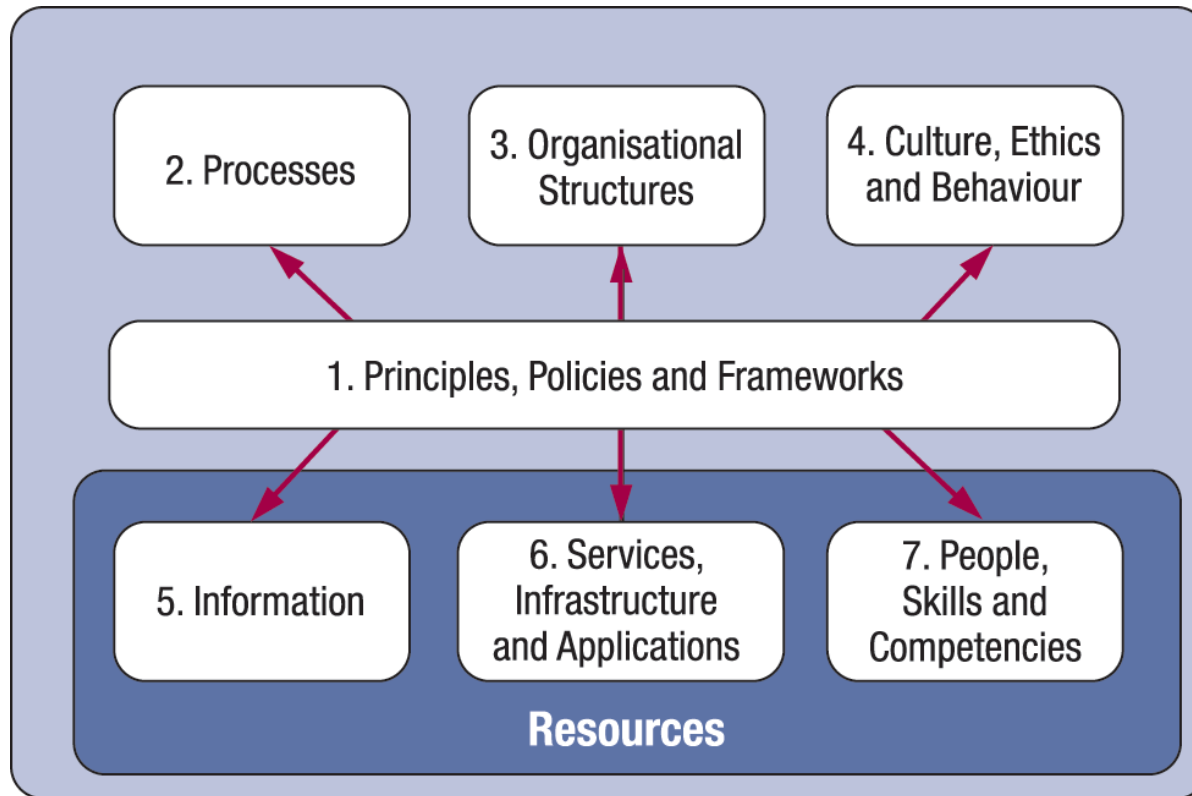 2. Processes
3. Organisational
Structures
4. Culture, Ethics
and Behaviour
1. Principles, Policies and Frameworks
5. Information
6. Services,
Infrastructure
and Applications
7. People,
Skills and
Competencies
Resources